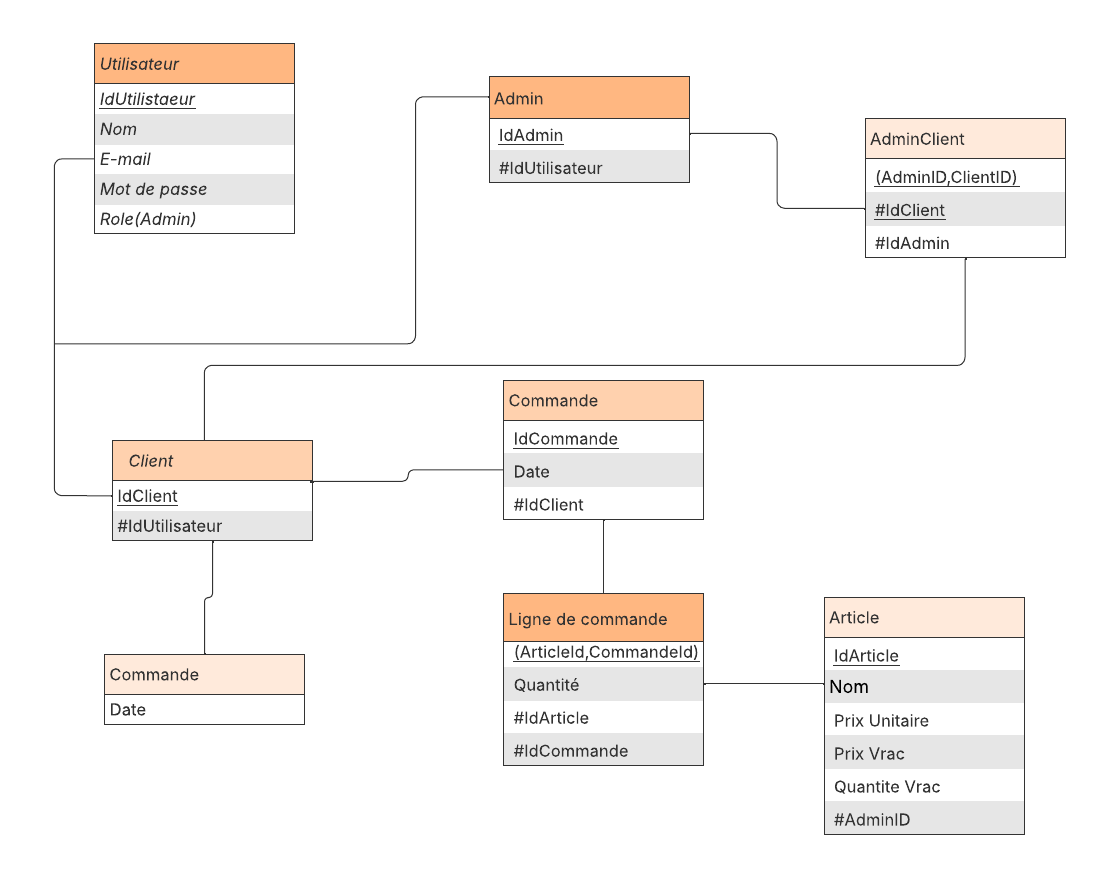 Utilisateur
IdUtilistaeur
Nom
E-mail
Mot de passe
Role(Admin)
Admin
IdAdmin
#IdUtilisateur
AdminClient
(AdminID,ClientID)
#IdClient
#IdAdmin
Client
IdClient
#IdUtilisateur
Commande
IdCommande
Date
#IdClient
Commande
Date
Ligne de commande
(ArticleId,CommandeId)
Quantité
#IdArticle
#IdCommande
Article
IdArticle
Nom
Prix Unitaire
Prix Vrac
Quantite Vrac
#AdminID